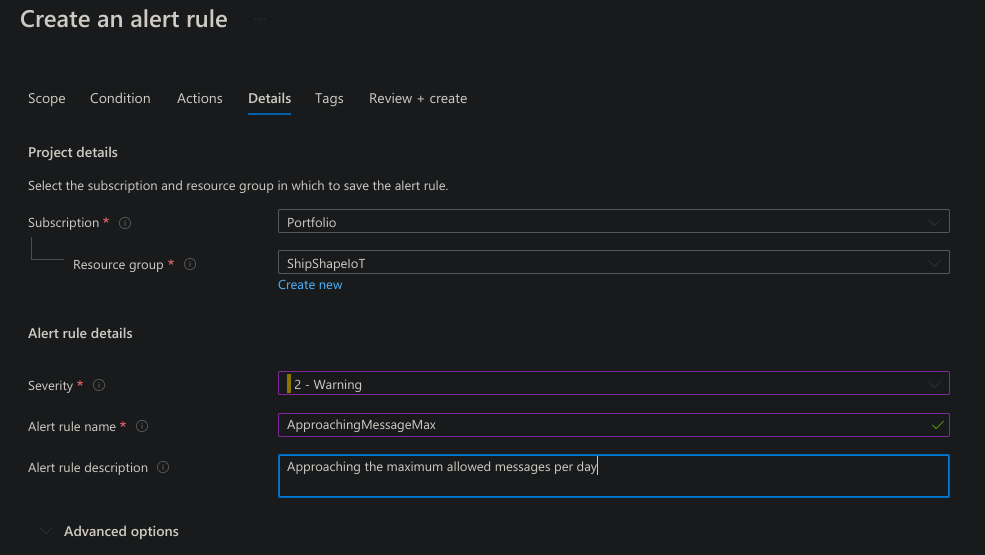 Create an alert rule ...
Scope Condition Actions Details Tags Review + create
Project details
Select the subscription and resource group in which to save the alert rule.
Subscription *
Portfolio
Resource group *
ShipShapeIoT
Create new
Alert rule details
Severity *
2 - Warning
Alert rule name *
ApproachingMessageMax
Alert rule description
Approaching the maximum allowed messages per day
Advanced options